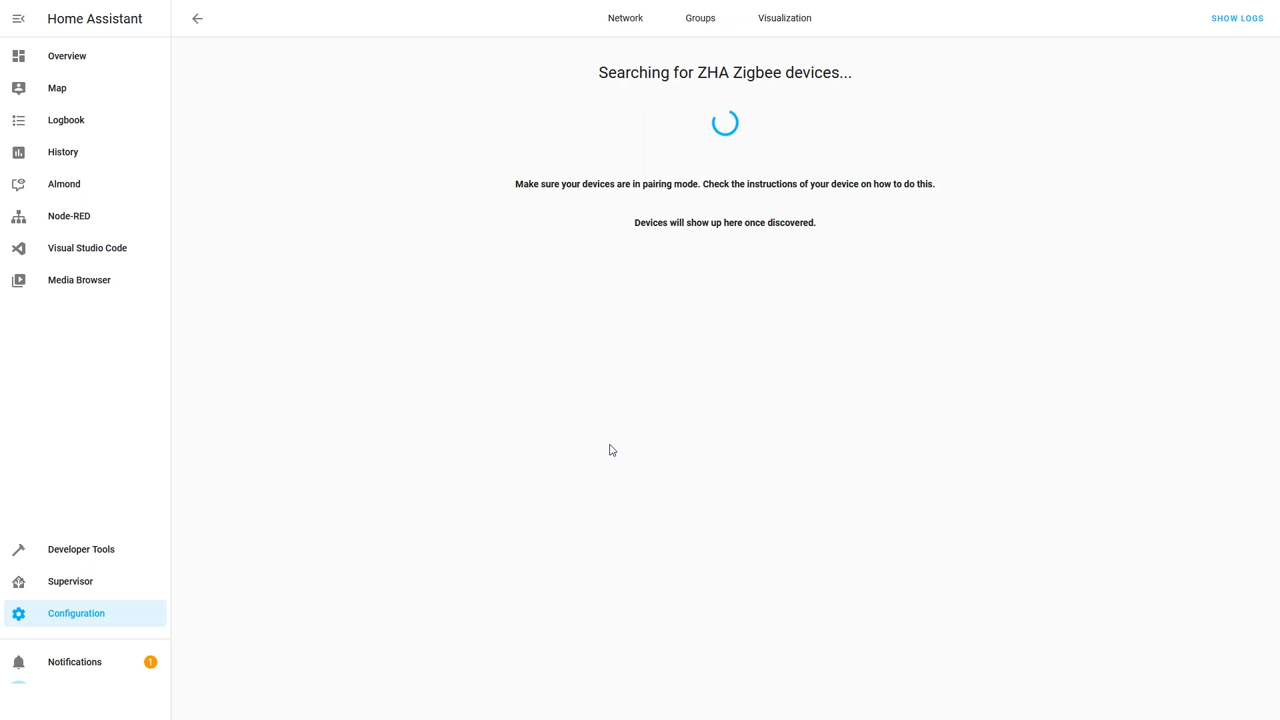 Home Assistant
Network
Groups
Visualization
SHOW LOGS
Overview
Map
Logbook
History
Almond
Node-RED
Visual Studio Code
Media Browser
Developer Tools
Supervisor
Configuration
Notifications
1
Searching for ZHA Zigbee devices...
Make sure your devices are in pairing mode. Check the instructions of your device on how to do this.
Devices will show up here once discovered.